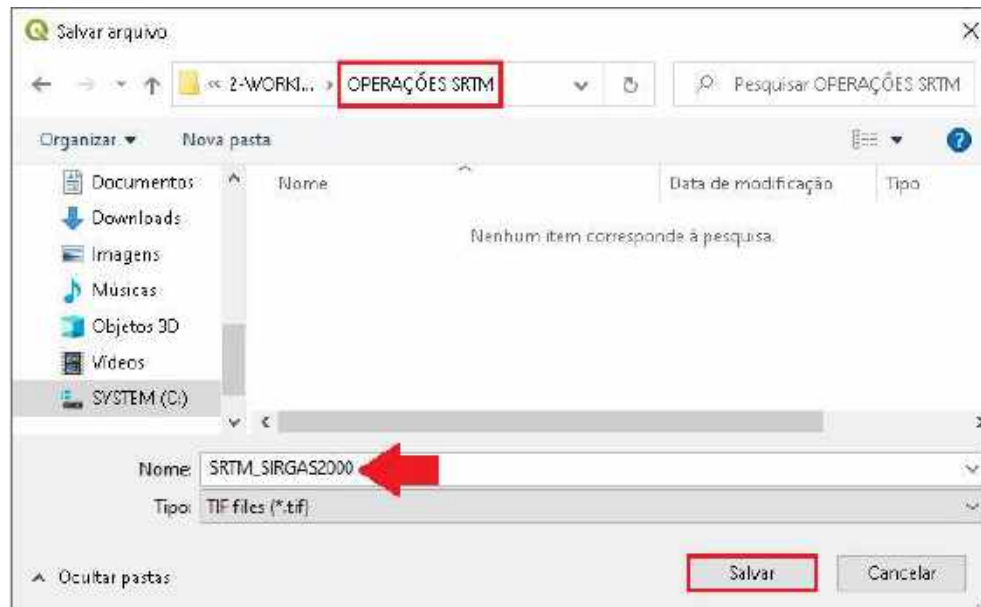 Salvar arquivo
« 2-WORKI... › OPERAÇÕES SRTM
Pesquisar OPERAÇÕES SRTM
Organizar
Nova pasta
Documentos
Downloads
Imagens
Músicas
Objetos 3D
Vídeos
SYSTEM (C:)
Nome
Data de modificação
Tipo
Nenhum item corresponde à pesquisa.
Nome: SRTM_SIRGAS2000
Tipo: TIF files (*.tif)
Ocultar pastas
Salvar
Cancelar